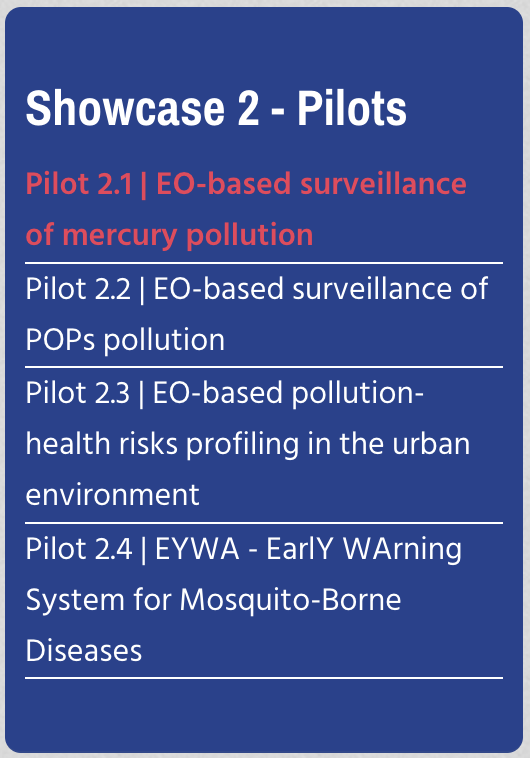 Showcase 2 - Pilots
Pilot 2.1 | EO-based surveillance
of mercury pollution
Pilot 2.2 | EO-based surveillance of
POPs pollution
Pilot 2.3 | EO-based pollution-
health risks profiling in the urban
environment
Pilot 2.4 | EYWA - EarlY WArning
System for Mosquito-Borne
Diseases